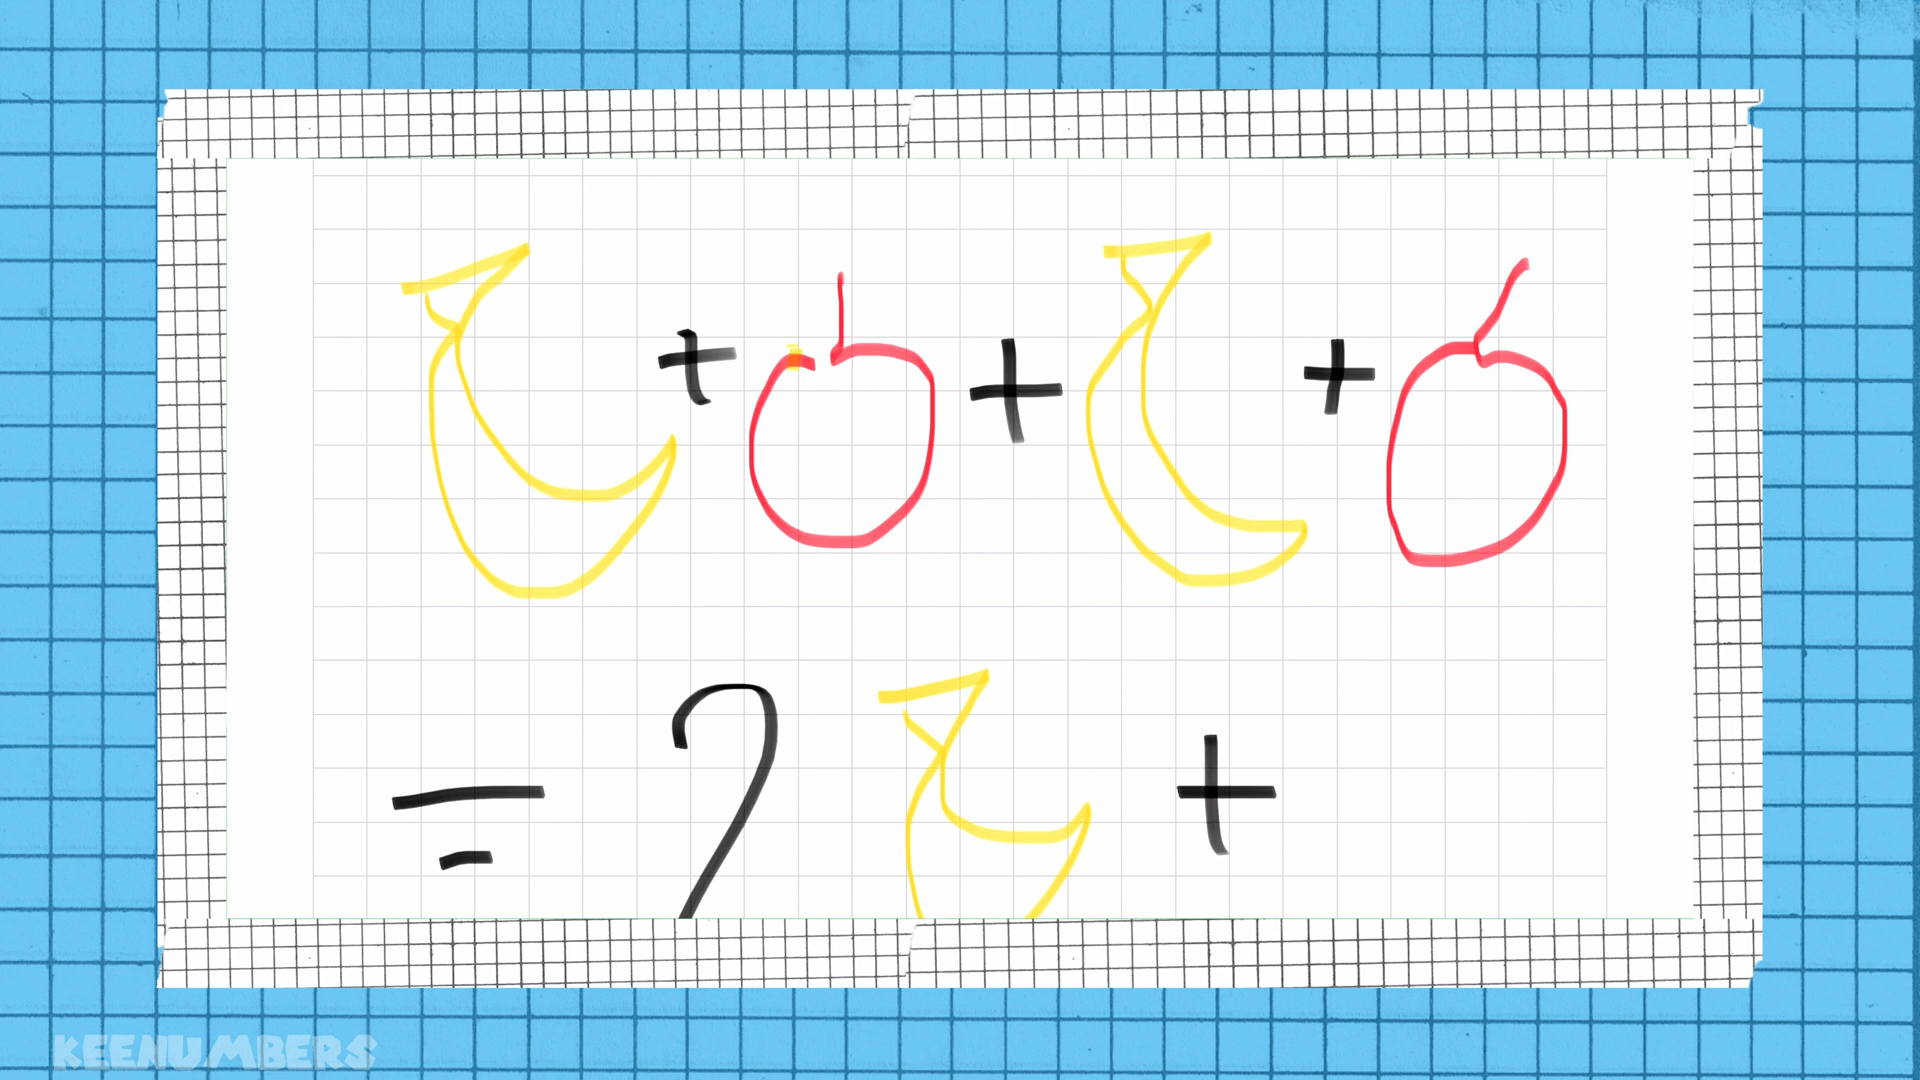 + + +
= 2 +
KEENUMBERS